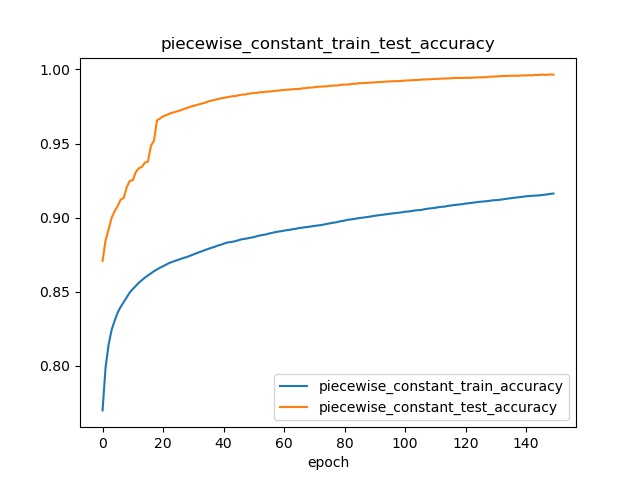 piecewise_constant_train_test_accuracy
1.00
0.95
0.90
0.85
0.80
piecewise_constant_train_accuracy
piecewise_constant_test_accuracy
0 20 40 60 80 100 120 140
epoch